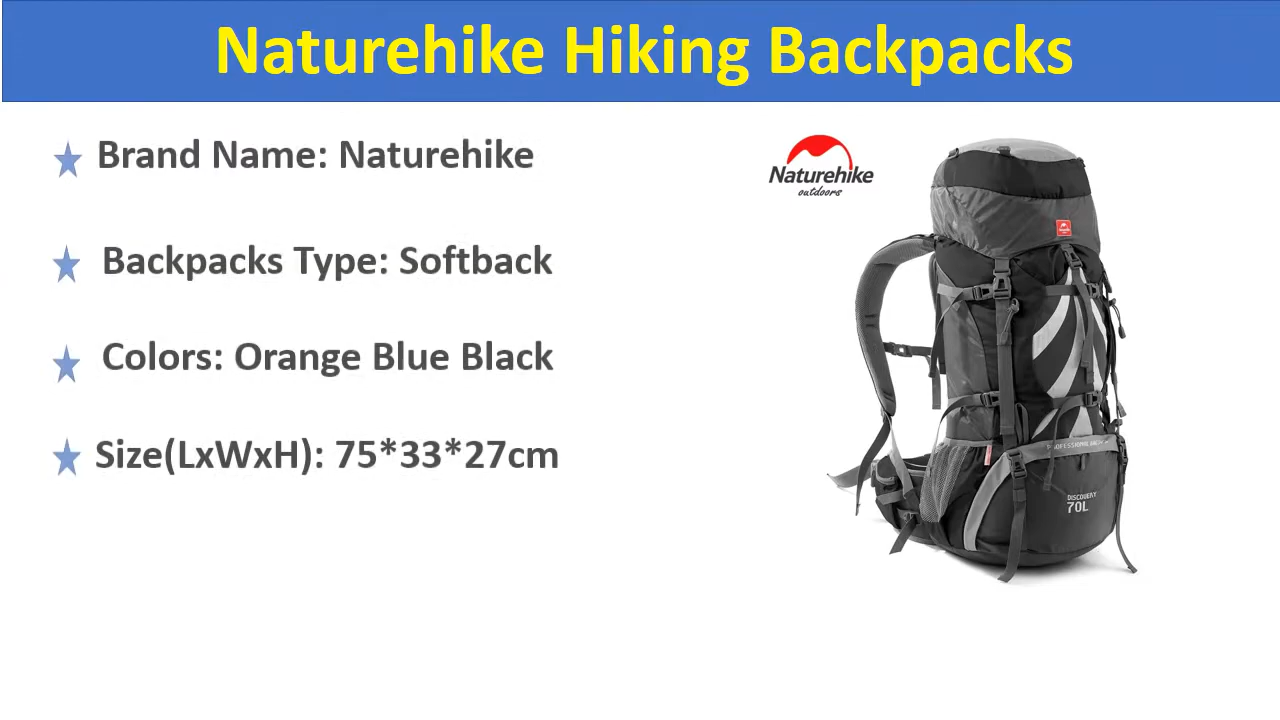 Naturehike Hiking Backpacks
Brand Name: Naturehike
Backpacks Type: Softback
Colors: Orange Blue Black
Size(LxWxH): 75*33*27cm
Naturehike
outdoors
DISCOVERY
70L